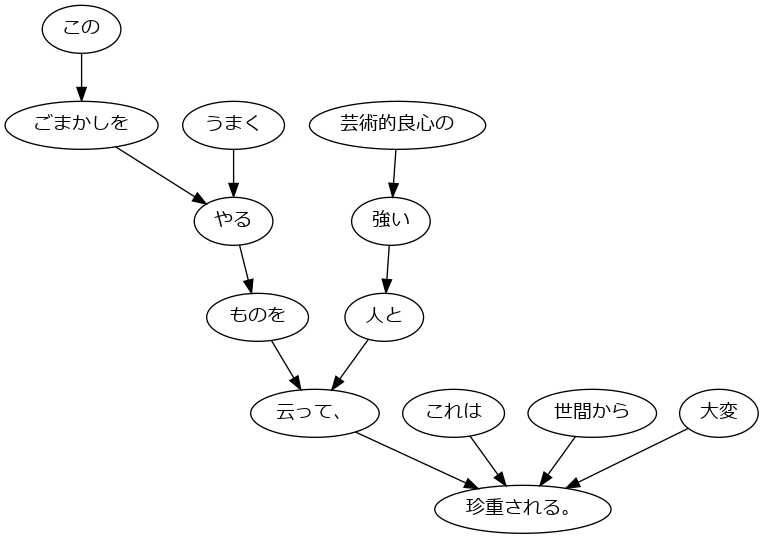 この
ごまかしを
うまく
芸術的良心の
やる
強い
ものを
人と
云って、
これは
世間から
大変
珍重される。